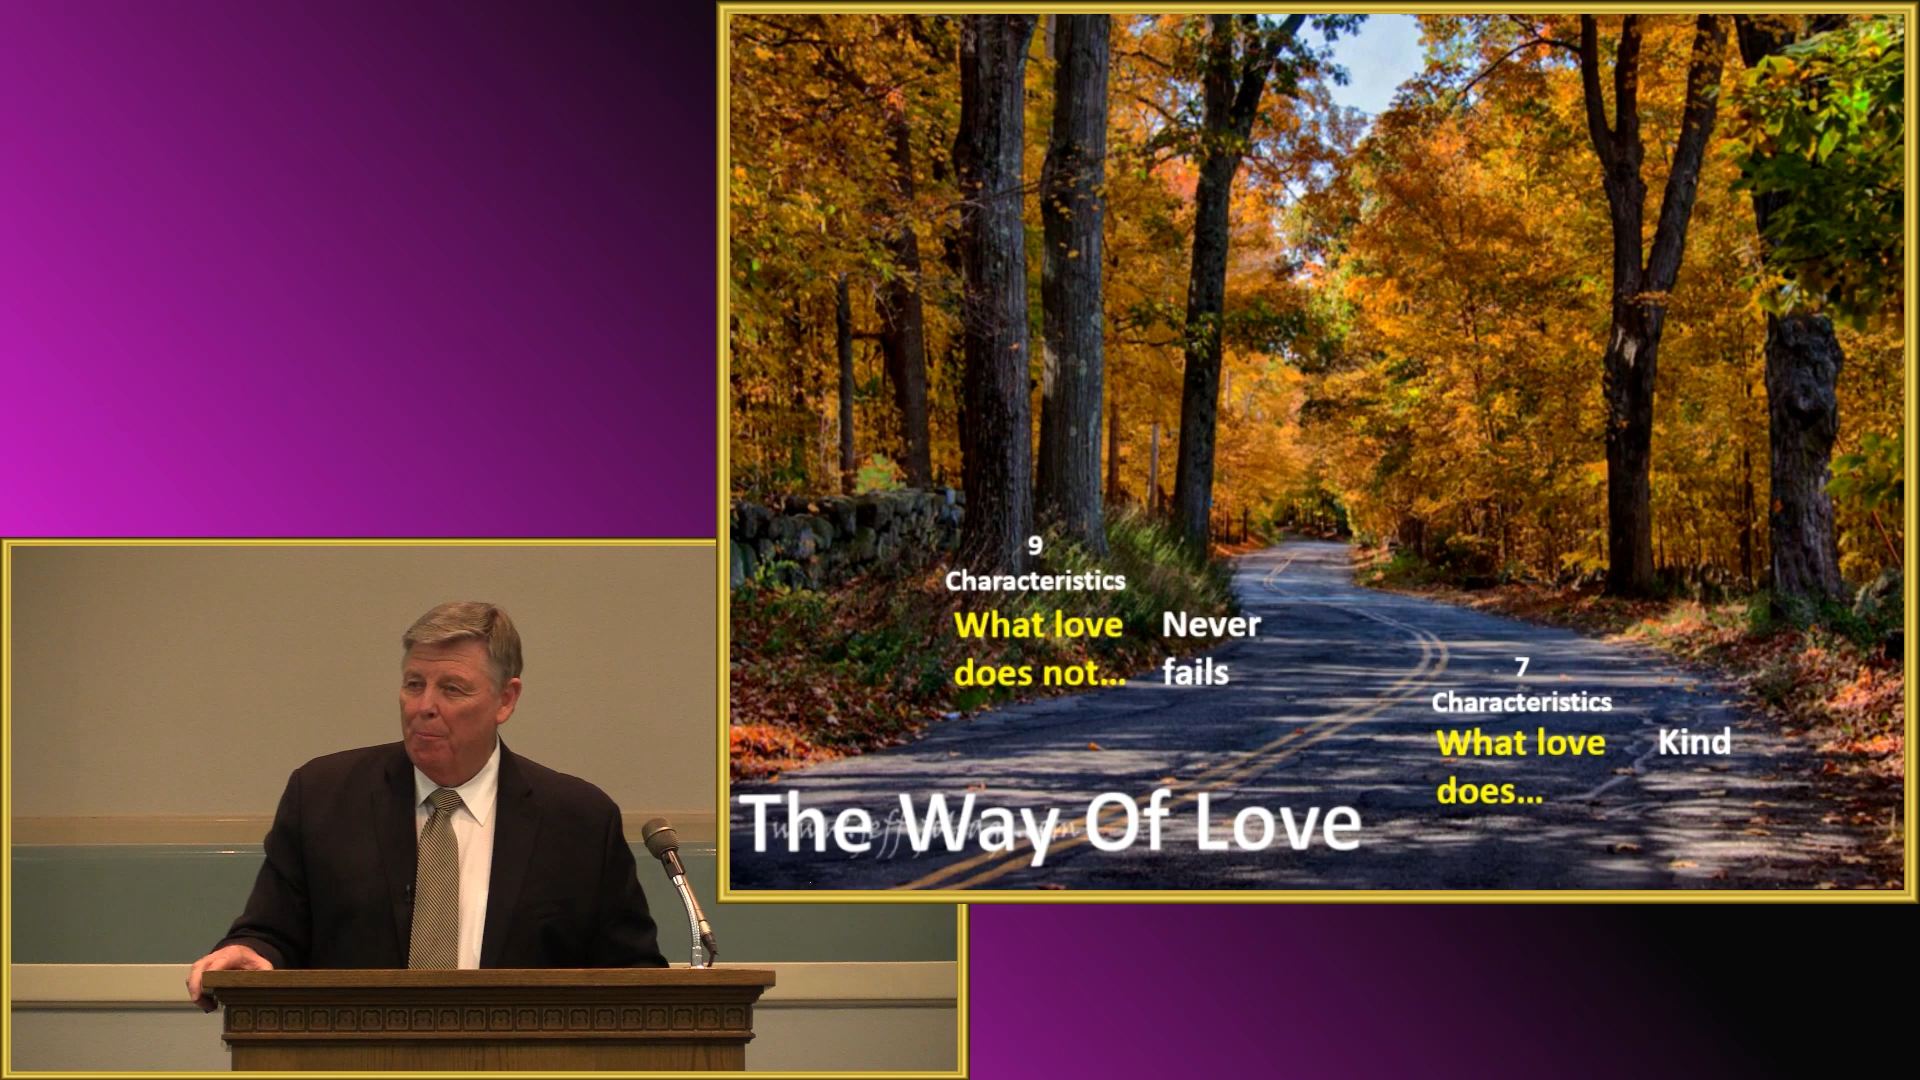 9
Characteristics
What love
does not...
Never
fails
7
Characteristics
What love
does...
Kind
The Way Of Love